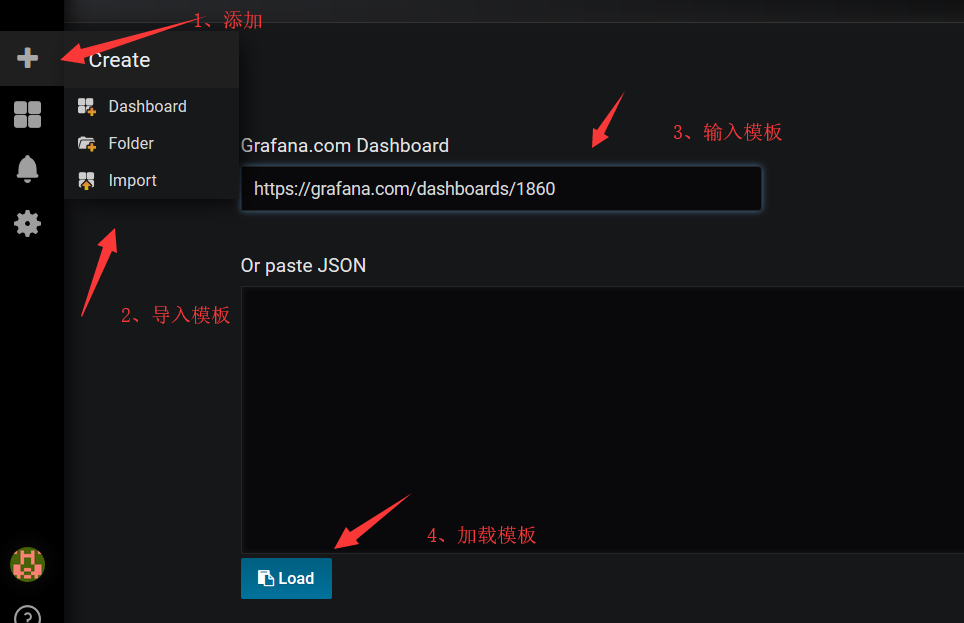 1、添加
Create
Dashboard
Folder
Import
2、导入模板
Grafana.com Dashboard
3、输入模板
https://grafana.com/dashboards/1860
Or paste JSON
4、加载模板
Load
?